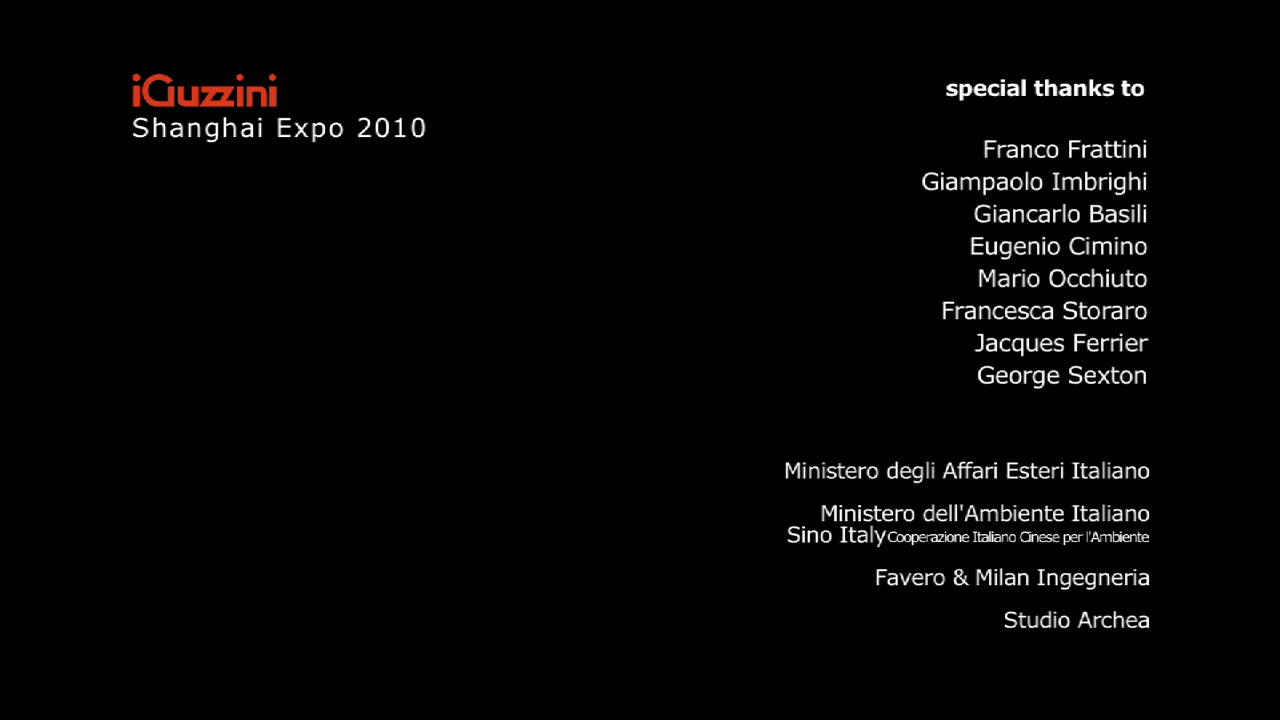 iGuzzini
Shanghai Expo 2010
special thanks to
Franco Frattini
Giampaolo Imbrighi
Giancarlo Basili
Eugenio Cimino
Mario Occhiuto
Francesca Storaro
Jacques Ferrier
George Sexton
Ministero degli Affari Esteri Italiano
Ministero dell'Ambiente Italiano
Sino Italy Cooperazione Italiano Cinese per l'Ambiente
Favero & Milan Ingegneria
Studio Archea